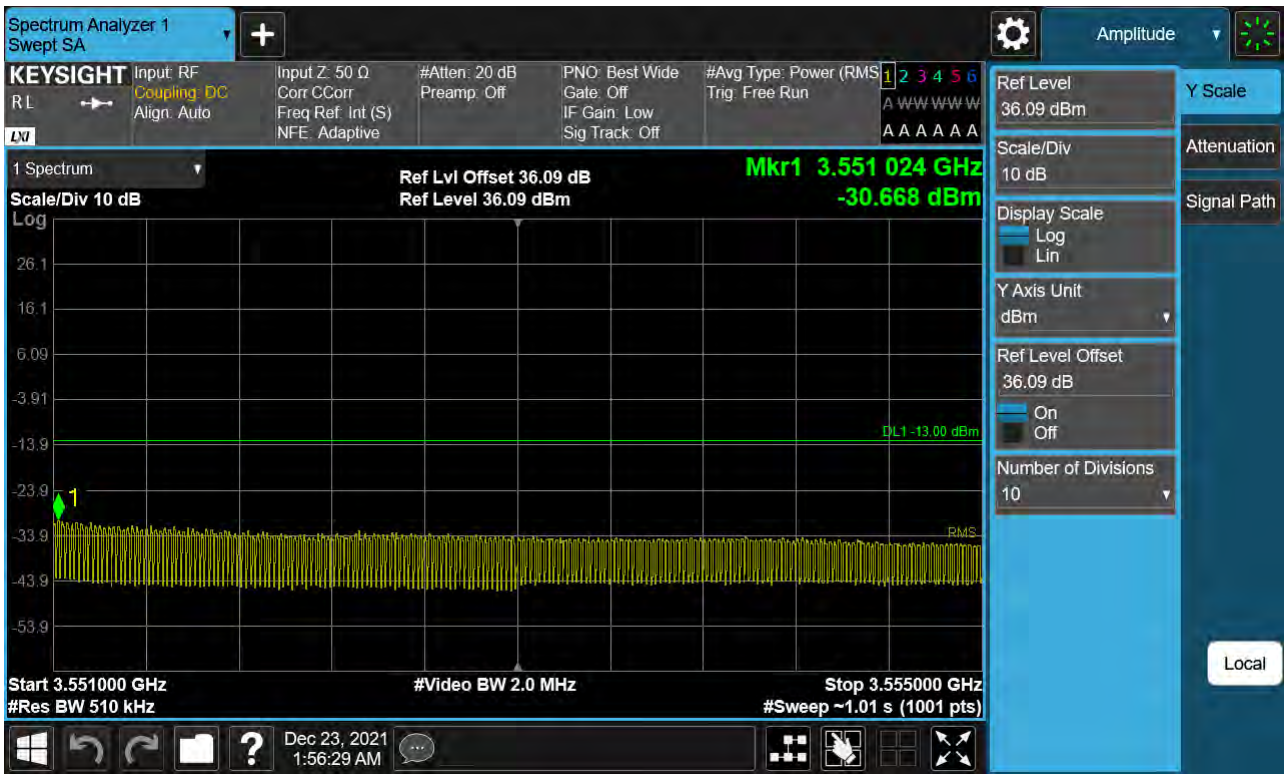 Spectrum Analyzer 1
Swept SA
Amplitude
KEYSIGHT
R L
LXI
Input: RF
Coupling: DC
Align: Auto
Input Z: 50 Ω
Corr CCorr
Freq Ref: Int (S)
NFE: Adaptive
#Atten: 20 dB
Preamp: Off
PNO: Best Wide
Gate: Off
IF Gain: Low
Sig Track: Off
#Avg Type: Power (RMS
Trig: Free Run
1 2 3 4 5 6
A W W W W W
A A A A A A
1 Spectrum
Scale/Div 10 dB
Ref Lvl Offset 36.09 dB
Ref Level 36.09 dBm
Mkr1 3.551 024 GHz
-30.668 dBm
Log
26.1
16.1
6.09
-3.91
DL1 -13.00 dBm
-13.9
-23.9
1
-33.9
RMS
-43.9
-53.9
Start 3.551000 GHz
#Video BW 2.0 MHz
Stop 3.555000 GHz
#Res BW 510 kHz
#Sweep ~1.01 s (1001 pts)
Ref Level
36.09 dBm
Scale/Div
10 dB
Display Scale
Log
Lin
Y Axis Unit
dBm
Ref Level Offset
36.09 dB
On
Off
Number of Divisions
10
Y Scale
Attenuation
Signal Path
Local
?
Dec 23, 2021
1:56:29 AM